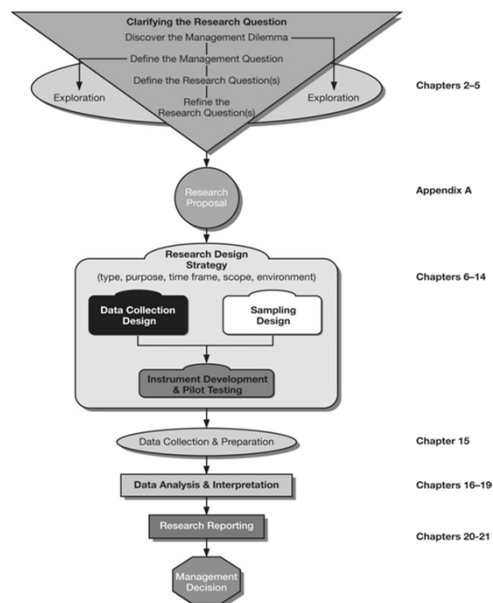 Clarifying the Research Question
Discover the Management Dilemma
Define the Management Question
Define the Research Question(s)
Exploration
Refine the
Research Question(s)
Exploration
Chapters 2–5
Research
Proposal
Appendix A
Research Design
Strategy
(type, purpose, time frame, scope, environment)
Chapters 6–14
Data Collection
Design
Sampling
Design
Instrument Development
& Pilot Testing
Data Collection & Preparation
Chapter 15
Data Analysis & Interpretation
Chapters 16–19
Research Reporting
Chapters 20-21
Management
Decision